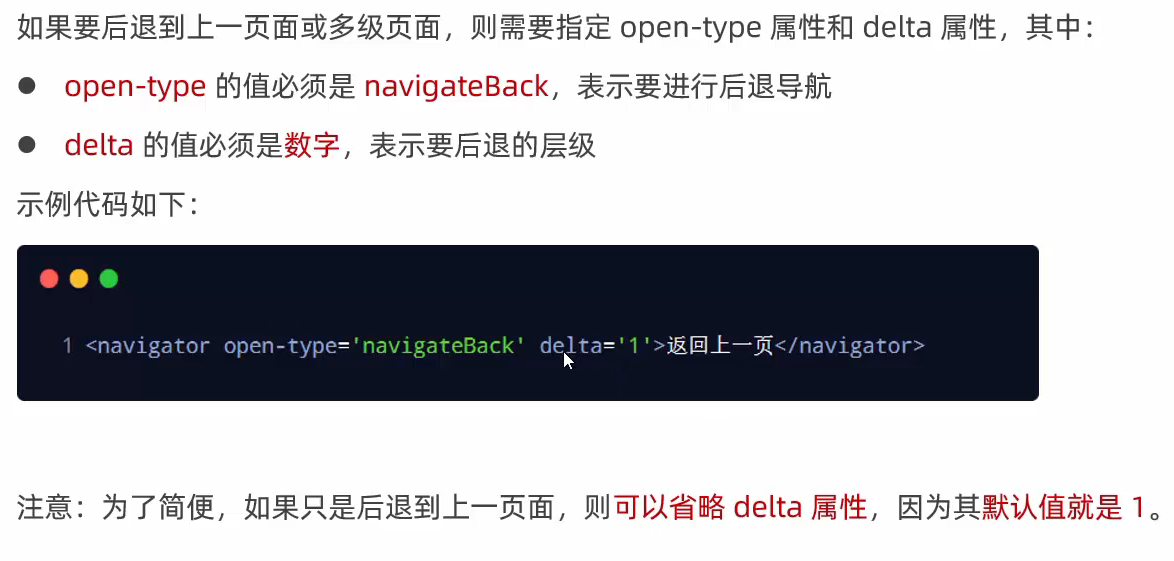 如果要后退到上一页面或多级页面，则需要指定 open-type 属性和 delta 属性，其中：
● open-type 的值必须是 navigateBack，表示要进行后退导航
● delta 的值必须是数字，表示要后退的层级
示例代码如下：
1 <navigator open-type='navigateBack' delta='1'>返回上一页</navigator>
注意：为了简便，如果只是后退到上一页面，则可以省略 delta 属性，因为其默认值就是 1。